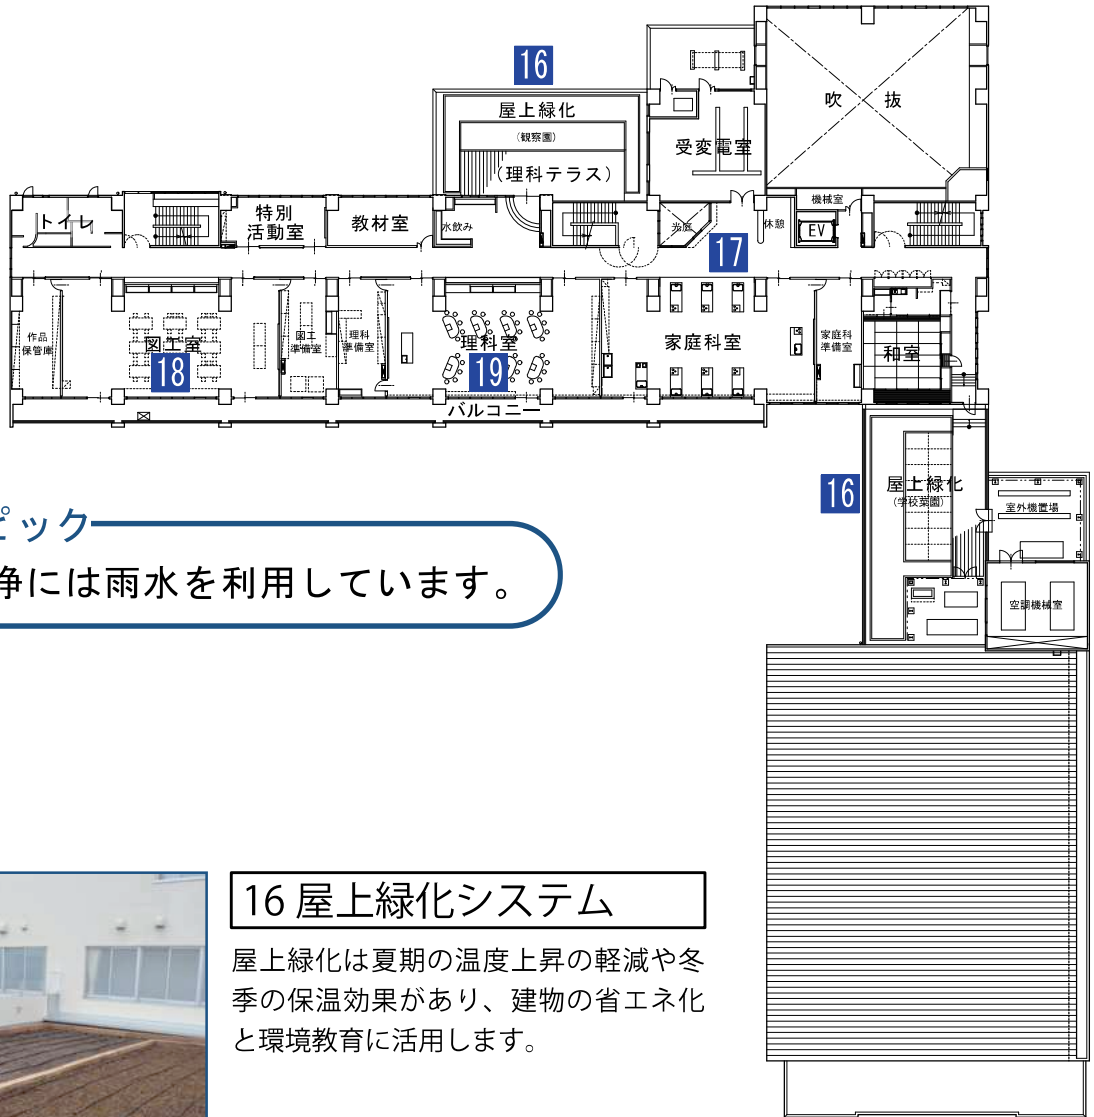 16
屋上緑化
(観察園)
(理科テラス)
受変電室
吹抜
トイレ
特別
活動室
教材室
水飲み
光庭
休憩
機械室
EV
17
作品
保管庫
図工室
18
図工
準備室
理科
準備室
理科室
19
家庭科室
家庭科
準備室
和室
バルコニー
16
屋上緑化
(学校菜園)
室外機置場
空調機械室
ピック
浄には雨水を利用しています。
16 屋上緑化システム
屋上緑化は夏期の温度上昇の軽減や冬
季の保温効果があり、建物の省エネ化
と環境教育に活用します。